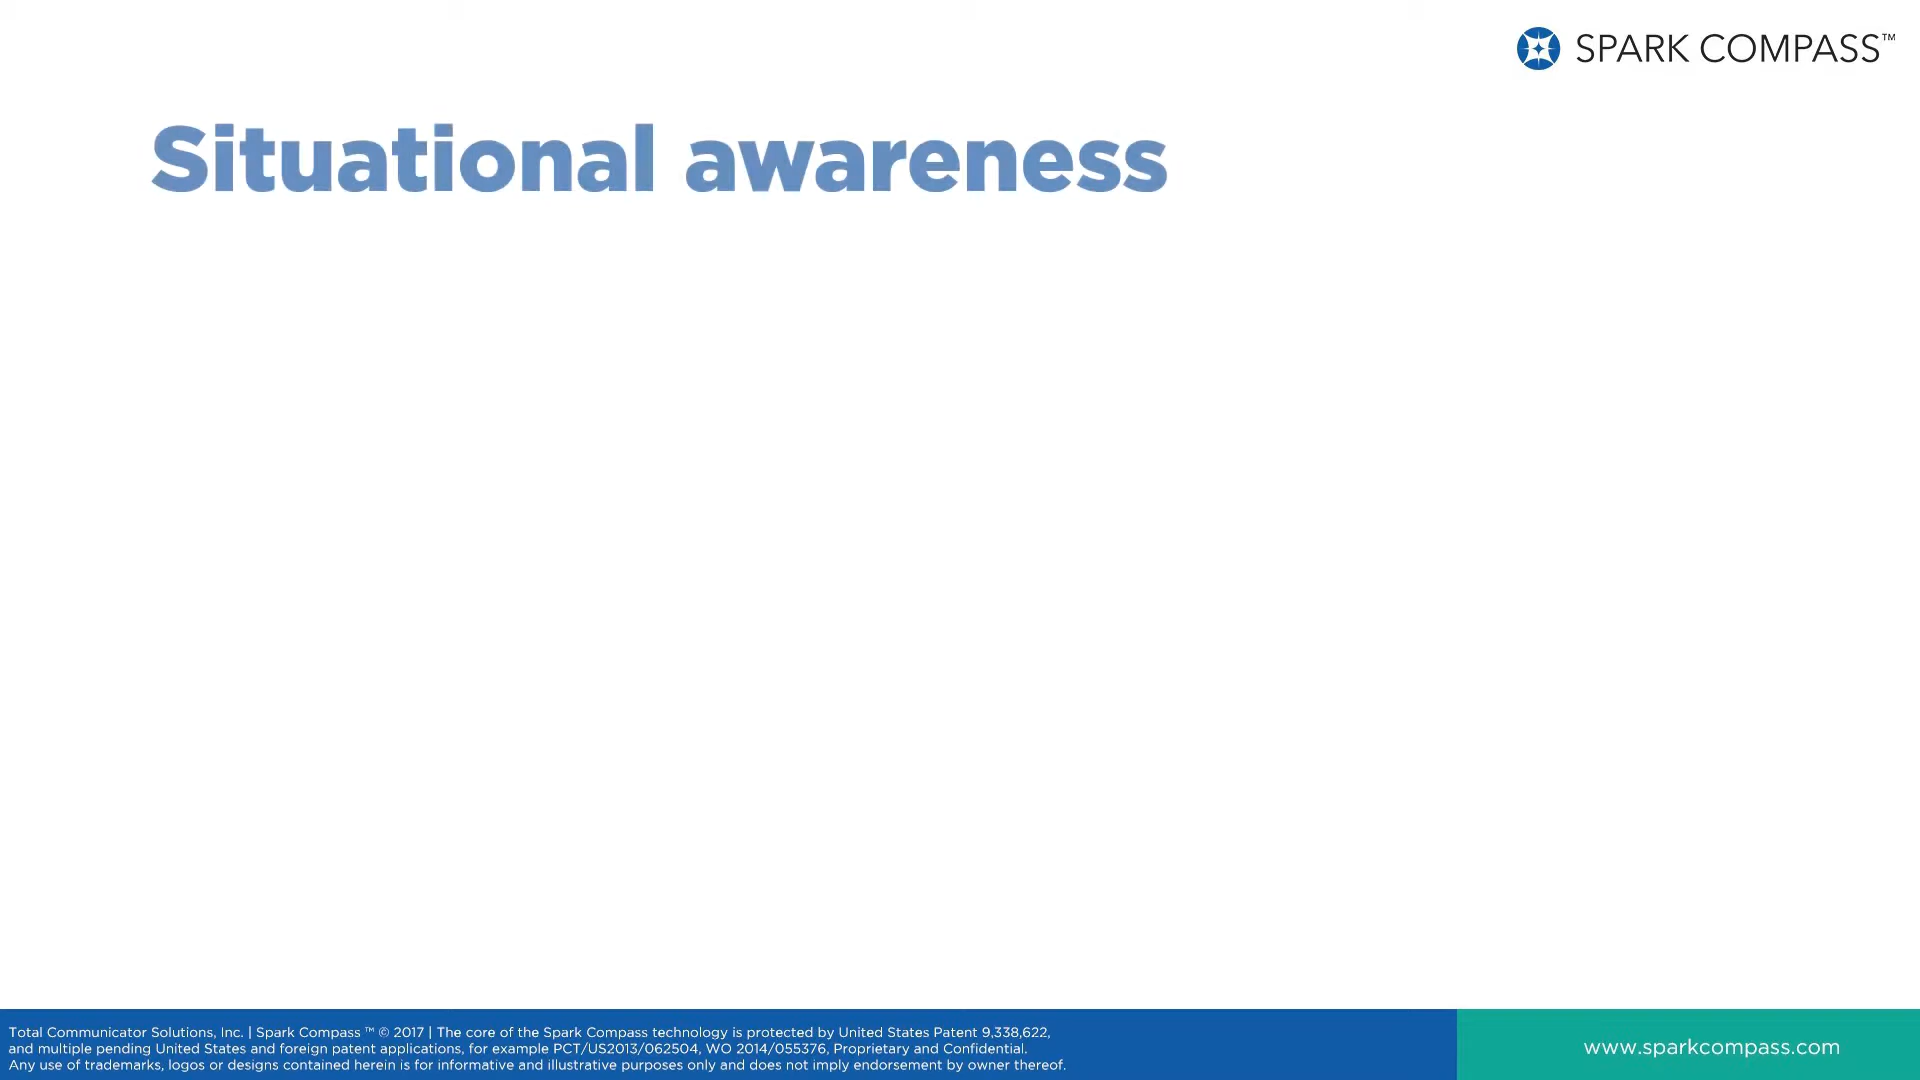 SPARK COMPASS™
Situational awareness
Total Communicator Solutions, Inc. | Spark Compass ™ © 2017 | The core of the Spark Compass technology is protected by United States Patent 9,338,622,
and multiple pending United States and foreign patent applications, for example PCT/US2013/062504, WO 2014/055376, Proprietary and Confidential.
Any use of trademarks, logos or designs contained herein is for informative and illustrative purposes only and does not imply endorsement by owner thereof.
www.sparkcompass.com